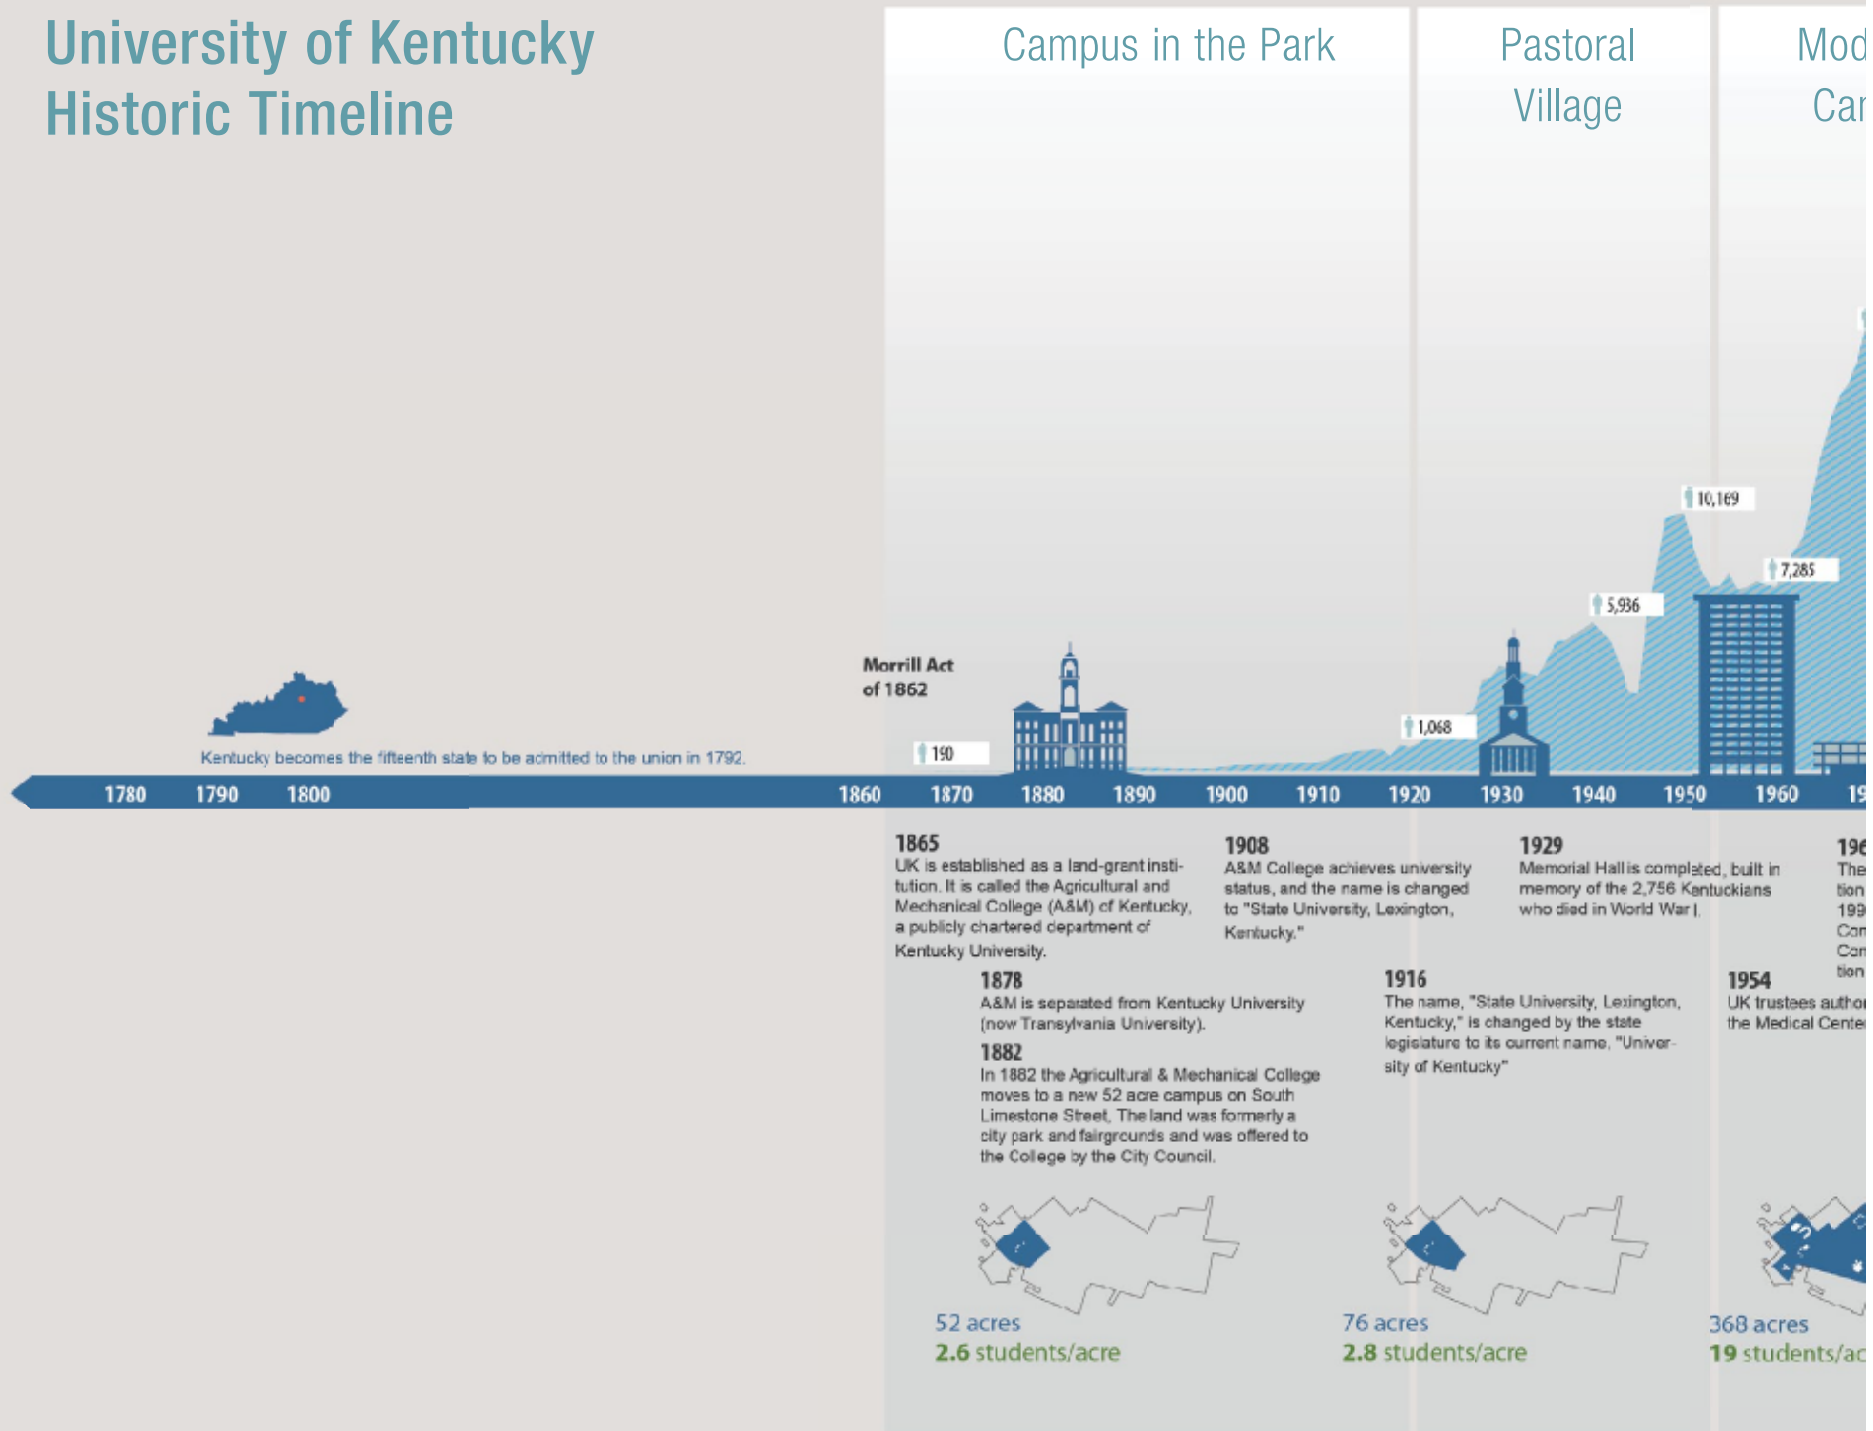 University of Kentucky
Historic Timeline
Campus in the Park
Pastoral
Village
10,169
7,285
5,936
Morrill Act
of 1862
1,068
190
Kentucky becomes the fifteenth state to be admitted to the union in 1792.
1780 1790 1800 1860 1870 1880 1890 1900 1910 1920 1930 1940 1950 1960
1865
UK is established as a land-grant insti-
tution. It is called the Agricultural and
Mechanical College (A&M) of Kentucky,
a publicly chartered department of
Kentucky University.
1908
A&M College achieves university
status, and the name is changed
to "State University, Lexington,
Kentucky."
1929
Memorial Hall is completed, built in
memory of the 2,756 Kentuckians
who died in World War I.
The
tion
tion
1878
A&M is separated from Kentucky University
(now Transylvania University).
1882
In 1882 the Agricultural & Mechanical College
moves to a new 52 acre campus on South
Limestone Street, The land was formerly a
city park and fairgrounds and was offered to
the College by the City Council.
1916
The name, "State University, Lexington,
Kentucky," is changed by the state
legislature to its current name, "Univer-
sity of Kentucky"
1954
UK trustees
the Medical
52 acres
2.6 students/acre
76 acres
2.8 students/acre
368 acres
19